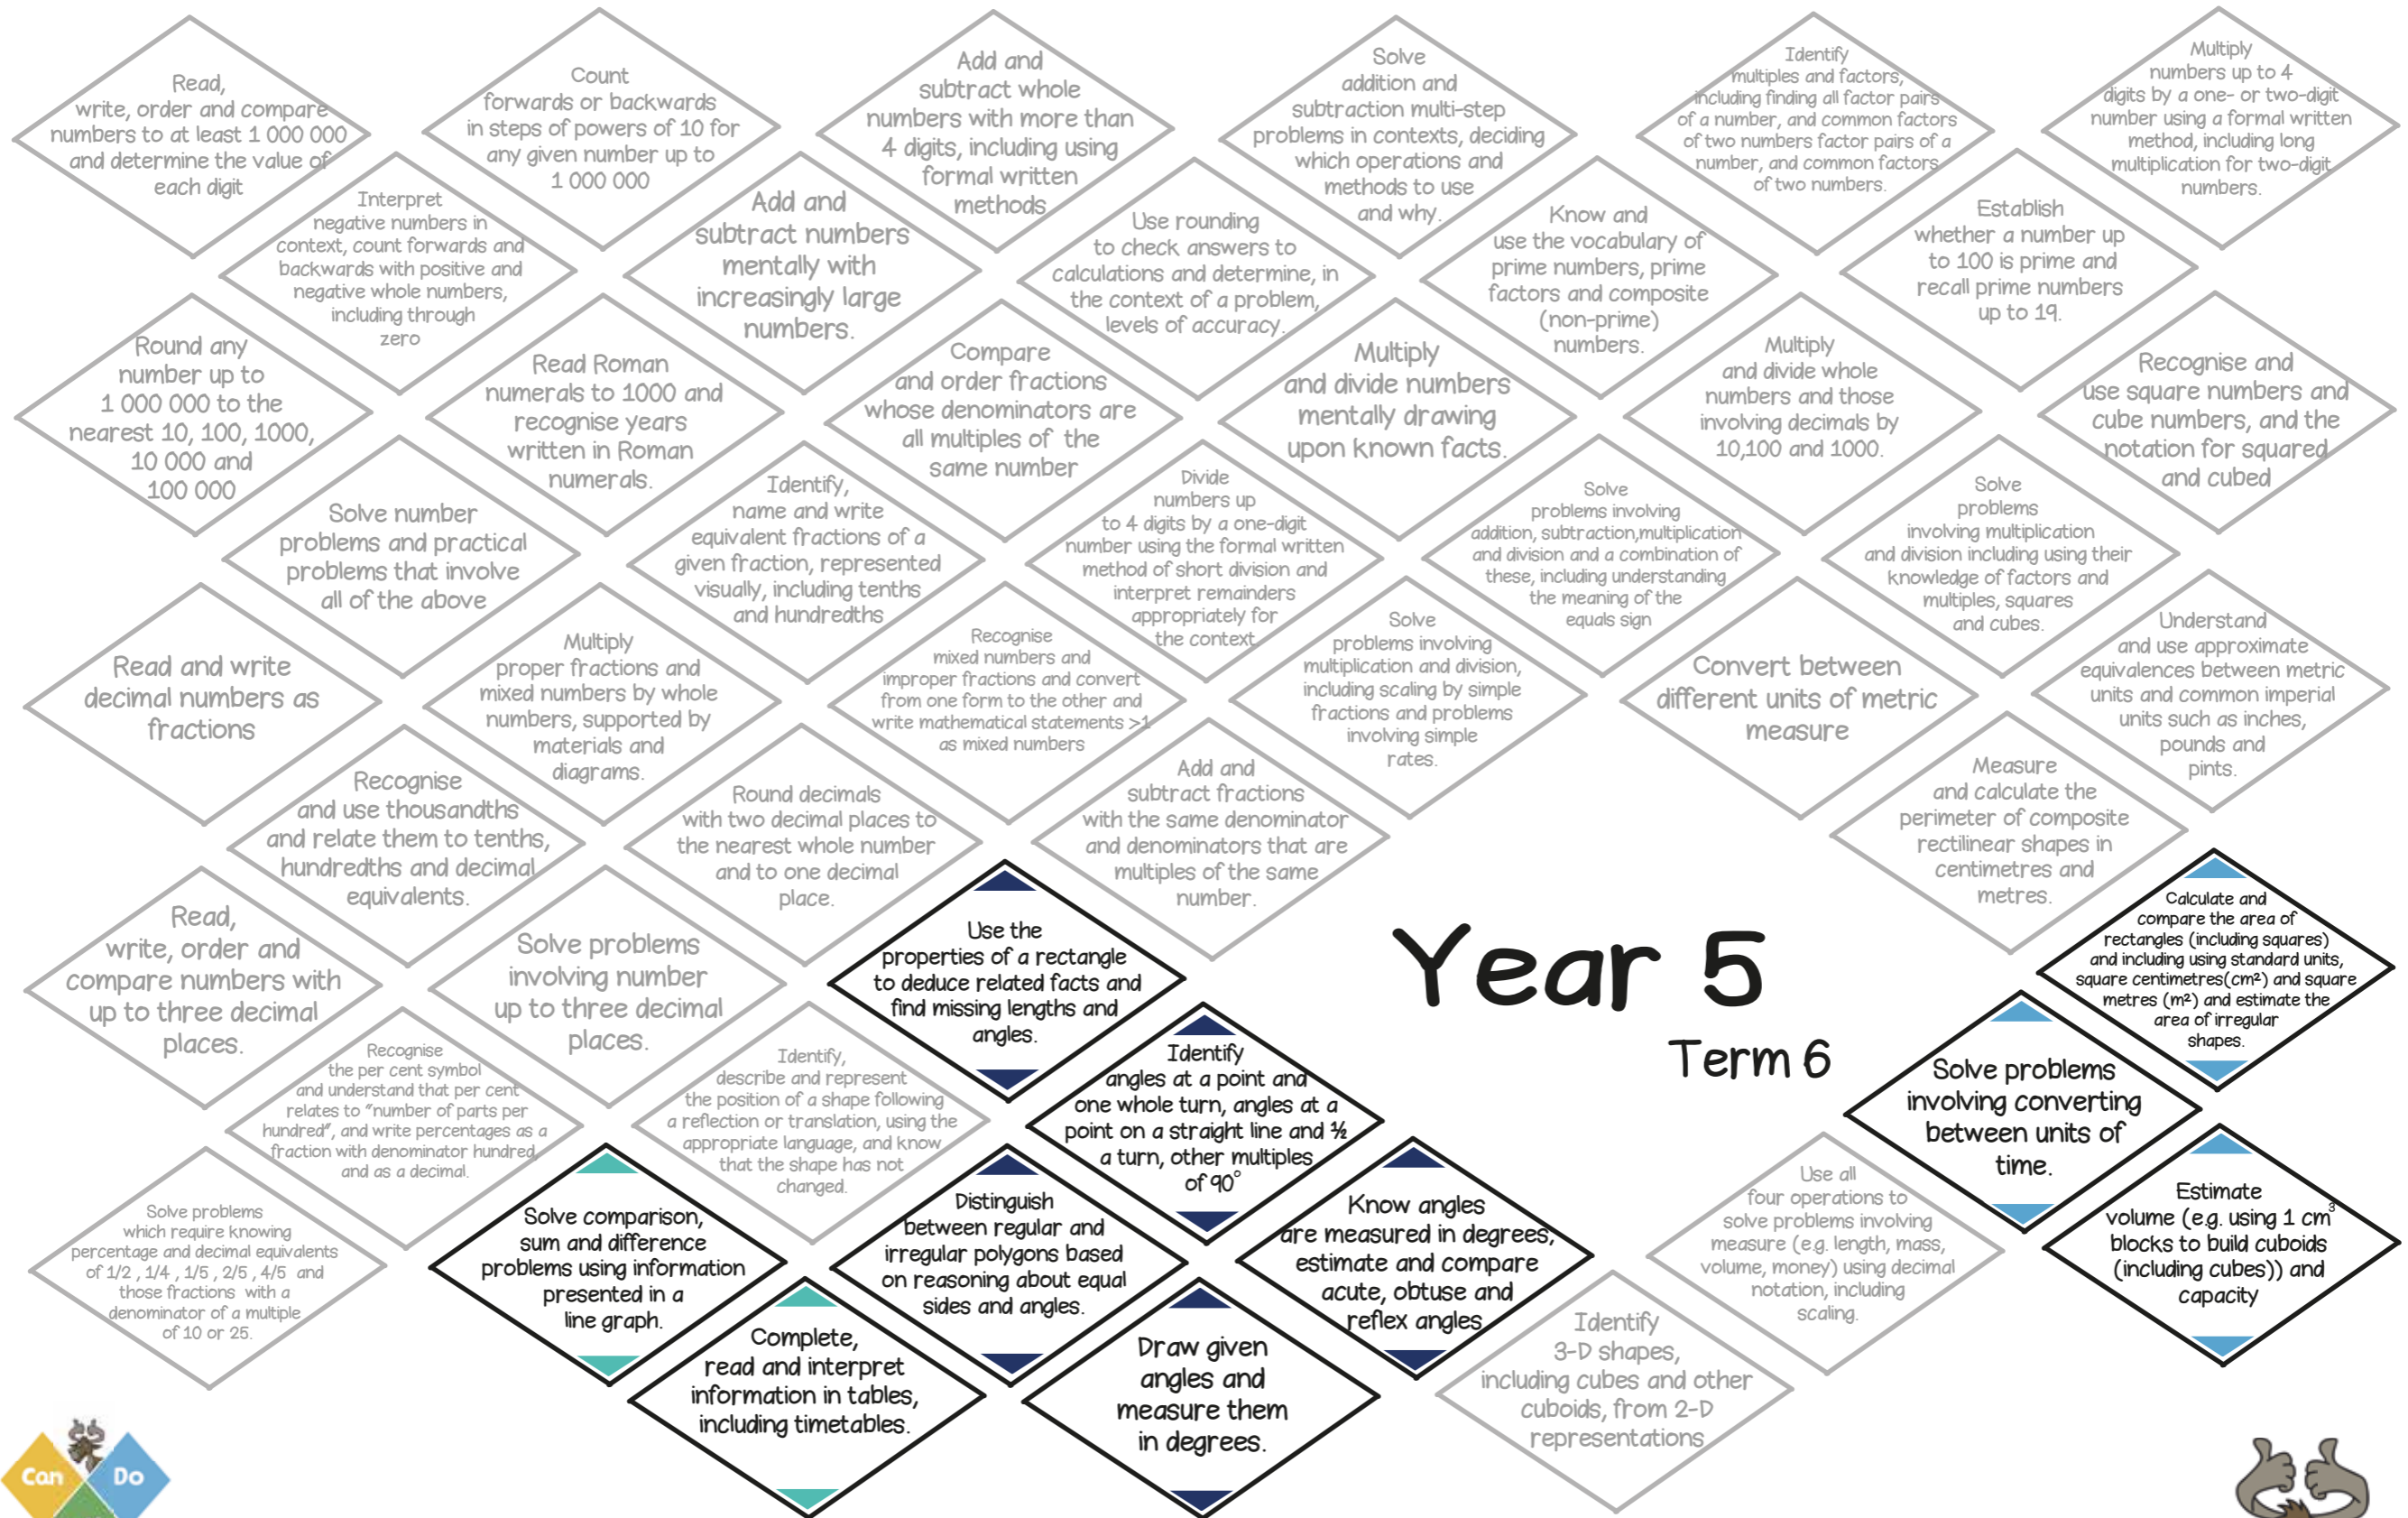 Read,
write, order and compare
numbers to at least 1 000 000
and determine the value of
each digit
Count
forwards or backwards
in steps of powers of 10 for
any given number up to
1 000 000
Add and
subtract whole
numbers with more than
4 digits, including using
formal written
methods
Solve
addition and
subtraction multi-step
problems in contexts, deciding
which operations and
methods to use
and why.
Identify
multiples and factors,
including finding all factor pairs
of a number, and common factors
of two numbers factor pairs of a
number, and common factors
of two numbers.
Multiply
numbers up to 4
digits by a one- or two-digit
number using a formal written
method, including long
multiplication for two-digit
numbers.
Interpret
negative numbers in
context, count forwards and
backwards with positive and
negative whole numbers,
including through
zero
Add and
subtract numbers
mentally with
increasingly large
numbers.
Use rounding
to check answers to
calculations and determine, in
the context of a problem,
levels of accuracy.
Know and
use the vocabulary of
prime numbers, prime
factors and composite
(non-prime)
numbers.
Establish
whether a number up
to 100 is prime and
recall prime numbers
up to 19.
Round any
number up to
1 000 000 to the
nearest 10, 100, 1000,
10 000 and
100 000
Read Roman
numerals to 1000 and
recognise years
written in Roman
numerals.
Compare
and order fractions
whose denominators are
all multiples of the
same number
Multiply
and divide numbers
mentally drawing
upon known facts.
Multiply
and divide whole
numbers and those
involving decimals by
10,100 and 1000.
Recognise and
use square numbers and
cube numbers, and the
notation for squared
and cubed
Solve number
problems and practical
problems that involve
all of the above
Identify,
name and write
equivalent fractions of a
given fraction, represented
visually, including tenths
and hundredths
Divide
numbers up
to 4 digits by a one-digit
number using the formal written
method of short division and
interpret remainders
appropriately for
the context
Solve
problems involving
addition, subtraction,multiplication
and division and a combination of
these, including understanding
the meaning of the
equals sign
Solve
problems
involving multiplication
and division including using their
knowledge of factors and
multiples, squares
and cubes.
Read and write
decimal numbers as
fractions
Multiply
proper fractions and
mixed numbers by whole
numbers, supported by
materials and
diagrams.
Recognise
mixed numbers and
improper fractions and convert
from one form to the other and
write mathematical statements >1
as mixed numbers
Solve
problems involving
multiplication and division,
including scaling by simple
fractions and problems
involving simple
rates.
Convert between
different units of metric
measure
Understand
and use approximate
equivalences between metric
units and common imperial
units such as inches,
pounds and
pints.
Recognise
and use thousandths
and relate them to tenths,
hundredths and decimal
equivalents.
Round decimals
with two decimal places to
the nearest whole number
and to one decimal
place.
Add and
subtract fractions
with the same denominator
and denominators that are
multiples of the same
number.
Measure
and calculate the
perimeter of composite
rectilinear shapes in
centimetres and
metres.
Read,
write, order and
compare numbers with
up to three decimal
places.
Solve problems
involving number
up to three decimal
places.
Use the
properties of a rectangle
to deduce related facts and
find missing lengths and
angles.
Year 5
Term 6
Calculate and
compare the area of
rectangles (including squares)
and including using standard units,
square centimetres(cm²) and square
metres (m²) and estimate the
area of irregular
shapes.
Recognise
the per cent symbol
and understand that per cent
relates to “number of parts per
hundred”, and write percentages as a
fraction with denominator hundred,
and as a decimal.
Identify,
describe and represent
the position of a shape following
a reflection or translation, using the
appropriate language, and know
that the shape has not
changed.
Identify
angles at a point and
one whole turn, angles at a
point on a straight line and ½
a turn, other multiples
of 90°
Solve problems
involving converting
between units of
time.
Solve problems
which require knowing
percentage and decimal equivalents
of 1/2 , 1/4 , 1/5 , 2/5 , 4/5 and
those fractions with a
denominator of a multiple
of 10 or 25.
Solve comparison,
sum and difference
problems using information
presented in a
line graph.
Distinguish
between regular and
irregular polygons based
on reasoning about equal
sides and angles.
Know angles
are measured in degrees;
estimate and compare
acute, obtuse and
reflex angles
Use all
four operations to
solve problems involving
measure (e.g. length, mass,
volume, money) using decimal
notation, including
scaling.
Estimate
volume (e.g. using 1 cm³
blocks to build cuboids
(including cubes)) and
capacity
Complete,
read and interpret
information in tables,
including timetables.
Draw given
angles and
measure them
in degrees.
Identify
3-D shapes,
including cubes and other
cuboids, from 2-D
representations
Can Do